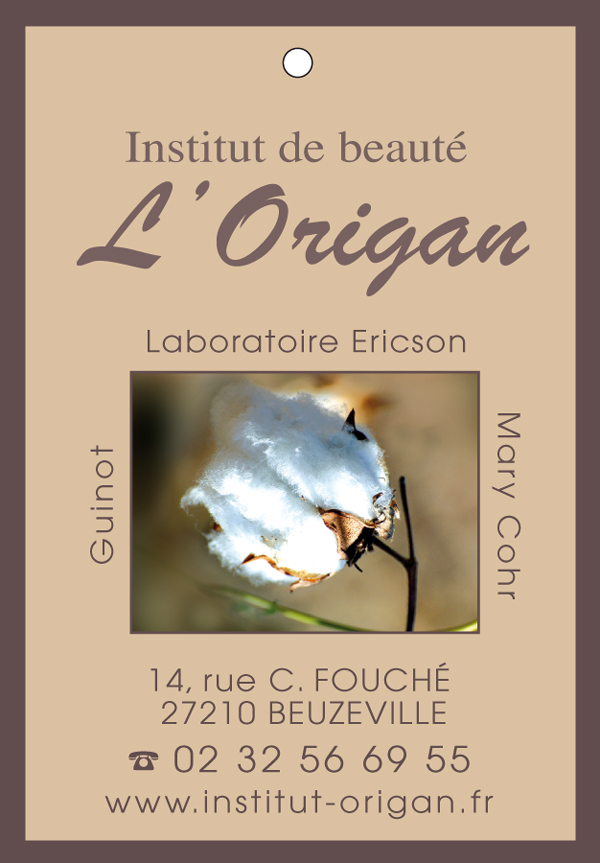 Institut de beauté
L'Origan
Laboratoire Ericson
Guinot
Mary Cohr
14, rue C. FOUCHÉ
27210 BEUZEVILLE
☎ 02 32 56 69 55
www.institut-origan.fr